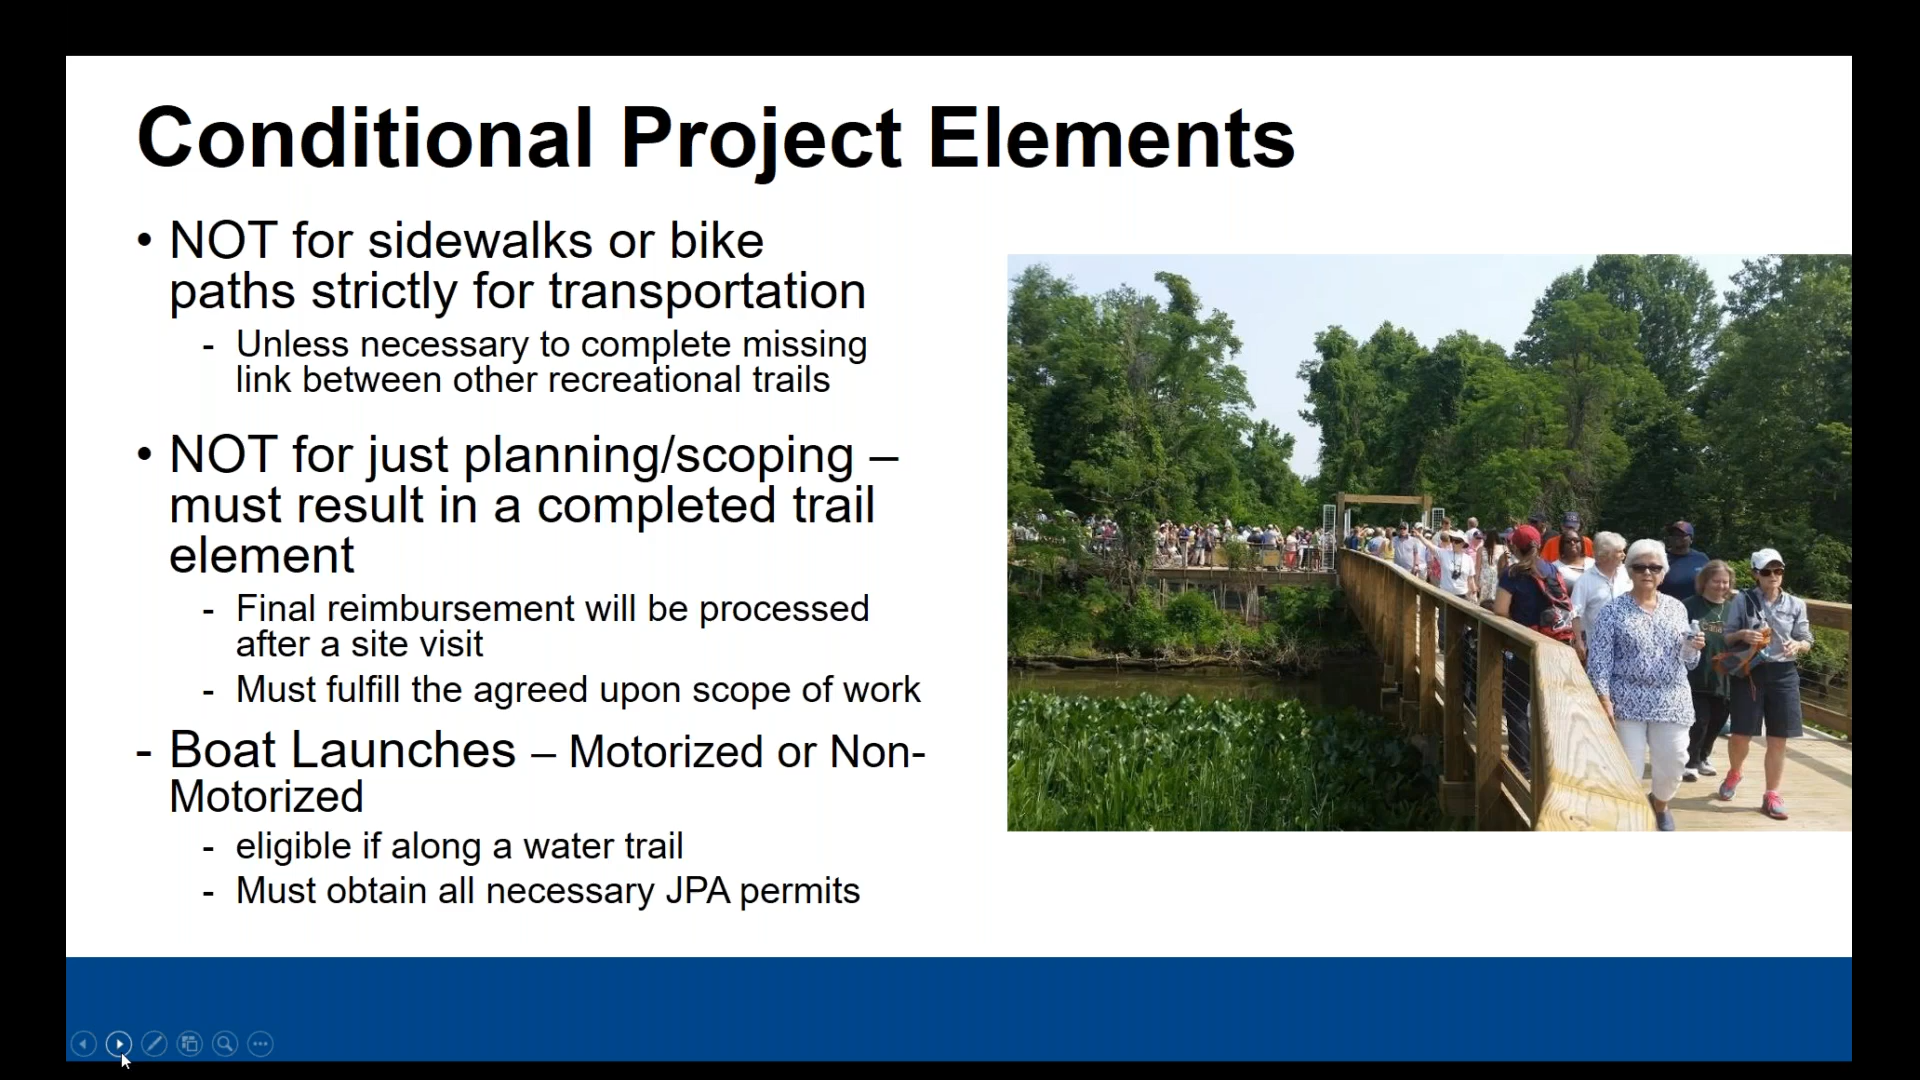 Conditional Project Elements
• NOT for sidewalks or bike
paths strictly for transportation
- Unless necessary to complete missing
link between other recreational trails
• NOT for just planning/scoping –
must result in a completed trail
element
- Final reimbursement will be processed
after a site visit
- Must fulfill the agreed upon scope of work
- Boat Launches – Motorized or Non-
Motorized
- eligible if along a water trail
- Must obtain all necessary JPA permits